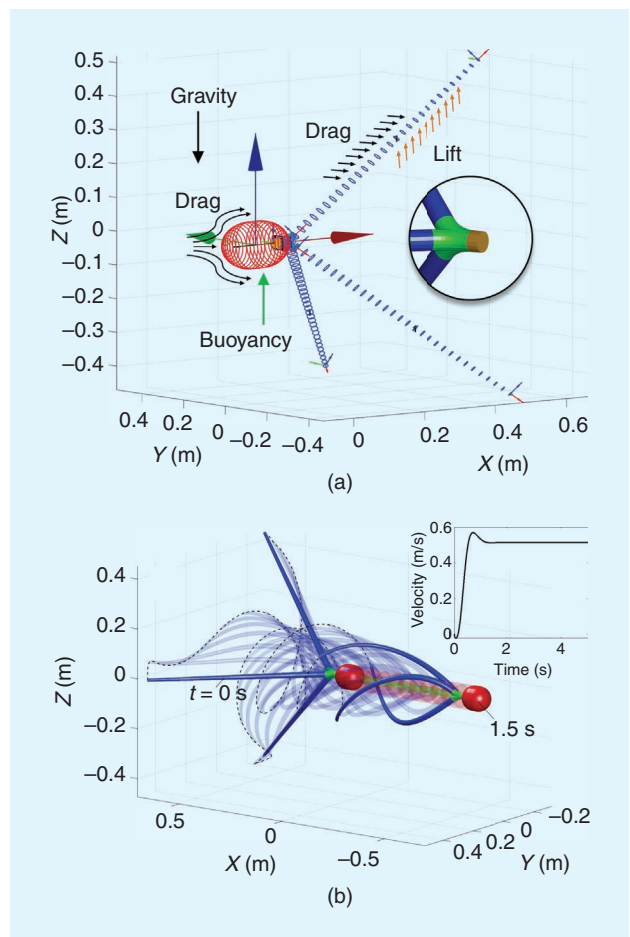 0.5
0.4
0.3
0.2
0.1
0
–0.1
–0.2
–0.3
–0.4
Z (m)
Gravity
Drag
Drag
Lift
Buoyancy
0.4 0.2 0 –0.2 –0.4
Y (m)
0 0.2 0.4 0.6
X (m)
(a)
0.4
0.2
0
–0.2
–0.4
Z (m)
t = 0 s
1.5 s
0.6
0.4
0.2
0
Velocity (m/s)
0 2 4
Time (s)
0.5 0 –0.5
X (m)
0.4 0.2 0 –0.2
Y (m)
(b)